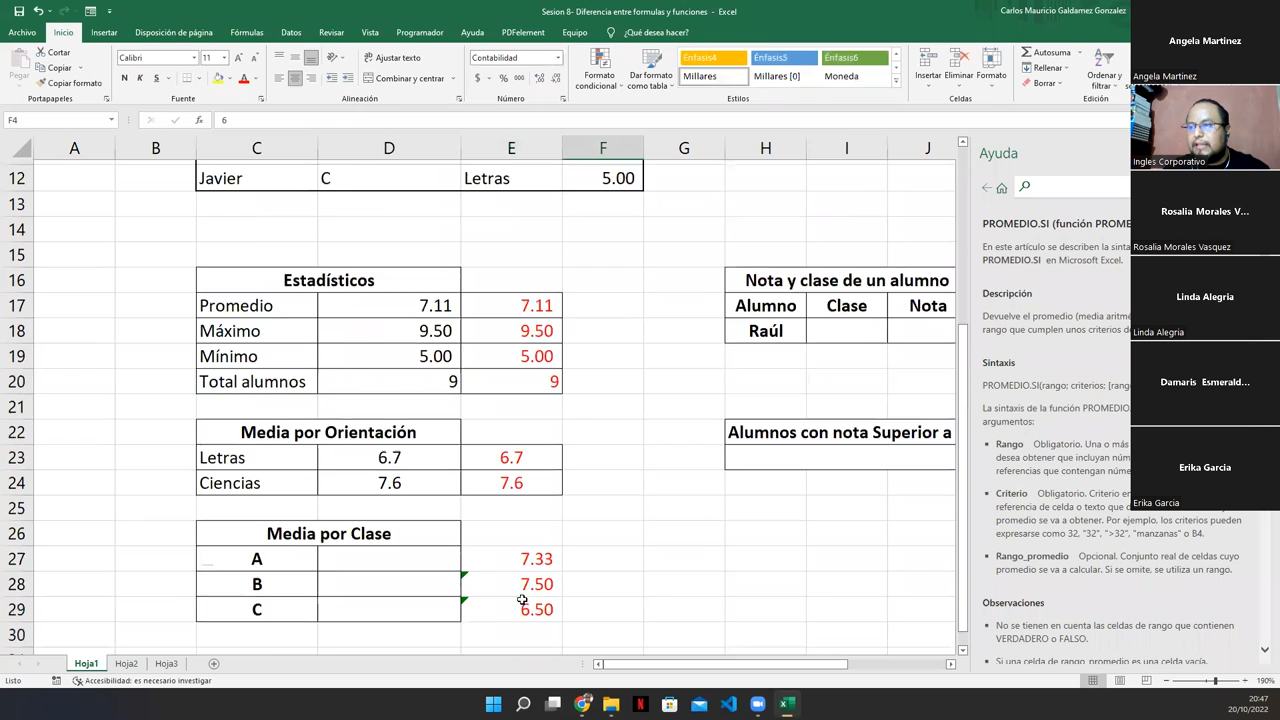 Sesion 8- Diferencia entre formulas y funciones - Excel
Carlos Mauricio Galdamez Gonzalez
Archivo Inicio Insertar Disposición de página Fórmulas Datos Revisar Vista Programador Ayuda PDFelement Equipo ¿Qué desea hacer?
Pegar
Cortar
Copiar
Copiar formato
Portapapeles
Calibri 11
N K S
Fuente
Ajustar texto
Combinar y centrar
Alineación
Contabilidad
Número
Formato condicional
Dar formato como tabla
Énfasis4 Énfasis5 Énfasis6
Millares Millares [0] Moneda
Estilos
Insertar Eliminar Formato
Celdas
Autosuma
Rellenar
Borrar
Ordenar y filtrar
Edición
F4 fx 6
A B C D E F G H I J
12 Javier C Letras 5.00
13
14
15
16 Estadísticos Nota y clase de un alumno
17 Promedio 7.11 7.11 Alumno Clase Nota
18 Máximo 9.50 9.50 Raúl
19 Mínimo 5.00 5.00
20 Total alumnos 9 9
21
22 Media por Orientación Alumnos con nota Superior a
23 Letras 6.7 6.7
24 Ciencias 7.6 7.6
25
26 Media por Clase
27 A 7.33
28 B 7.50
29 C 6.50
30
Hoja1 Hoja2 Hoja3
Listo Accesibilidad: es necesario investigar 190%
Ayuda
PROMEDIO.SI (función PROME
En este artículo se describen la sinta
PROMEDIO.SI en Microsoft Excel.
Descripción
Devuelve el promedio (media aritmé
rango que cumplen unos criterios de
Sintaxis
PROMEDIO.SI(rango; criterios; [rang
La sintaxis de la función PROMEDIO.
argumentos:
Rango Obligatorio. Una o más
desea obtener que incluyan núme
referencias que contengan número
Criterio Obligatorio. Criterio en
referencia de celda o texto que d
promedio se va a obtener. Por ejemplo, los criterios pueden
expresarse como 32, "32", ">32", "manzanas" o B4.
Rango_promedio Opcional. Conjunto real de celdas cuyo
promedio se va a calcular. Si se omite, se utiliza un rango.
Observaciones
No se tienen en cuenta las celdas de rango que contienen
VERDADERO o FALSO.
Si una celda de rango_promedio es una celda vacía.
Angela Martinez
Angela Martinez
Ingles Corporativo
Rosalia Morales V...
Rosalia Morales Vasquez
Linda Alegria
Linda Alegria
Damaris Esmerald...
Erika Garcia
Erika Garcia
20:47
20/10/2022